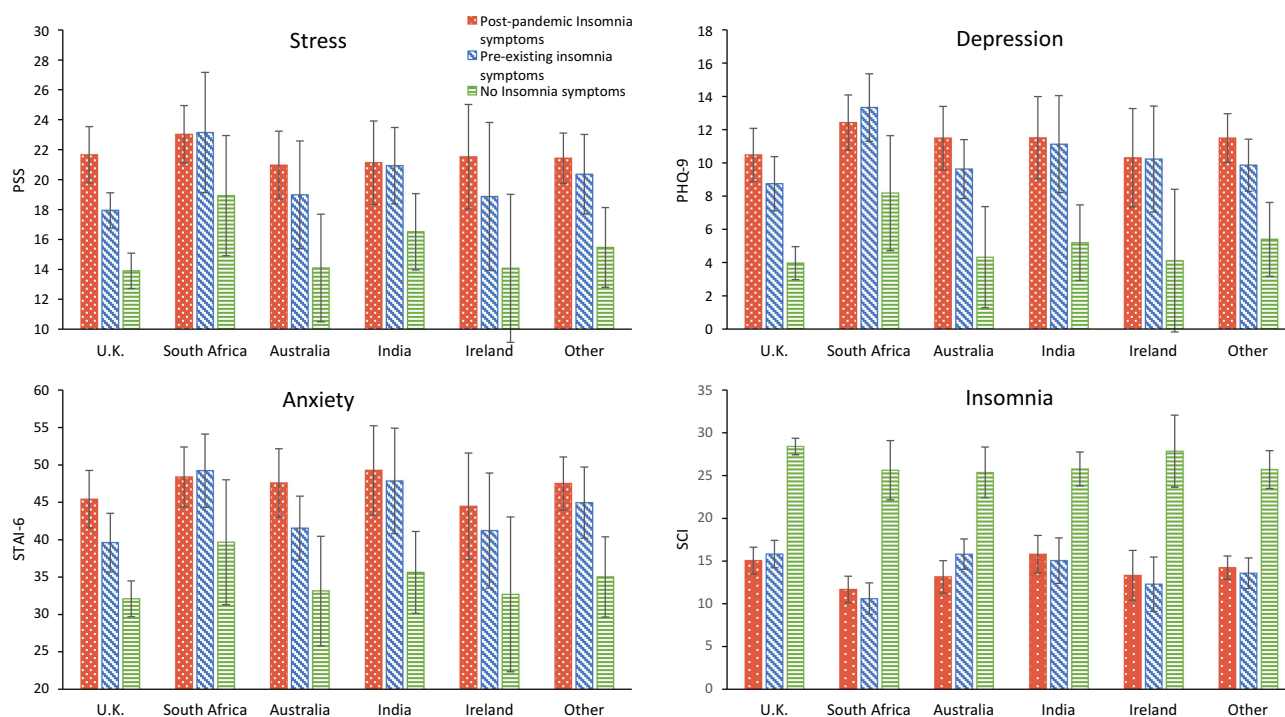 Stress
Post-pandemic Insomnia
symptoms
Pre-existing insomnia
symptoms
No Insomnia symptoms
PSS
30
28
26
24
22
20
18
16
14
12
10
U.K. South Africa Australia India Ireland Other
Depression
PHQ-9
18
16
14
12
10
8
6
4
2
0
U.K. South Africa Australia India Ireland Other
Anxiety
STAI-6
60
55
50
45
40
35
30
25
20
U.K. South Africa Australia India Ireland Other
Insomnia
SCI
35
30
25
20
15
10
5
0
U.K. South Africa Australia India Ireland Other